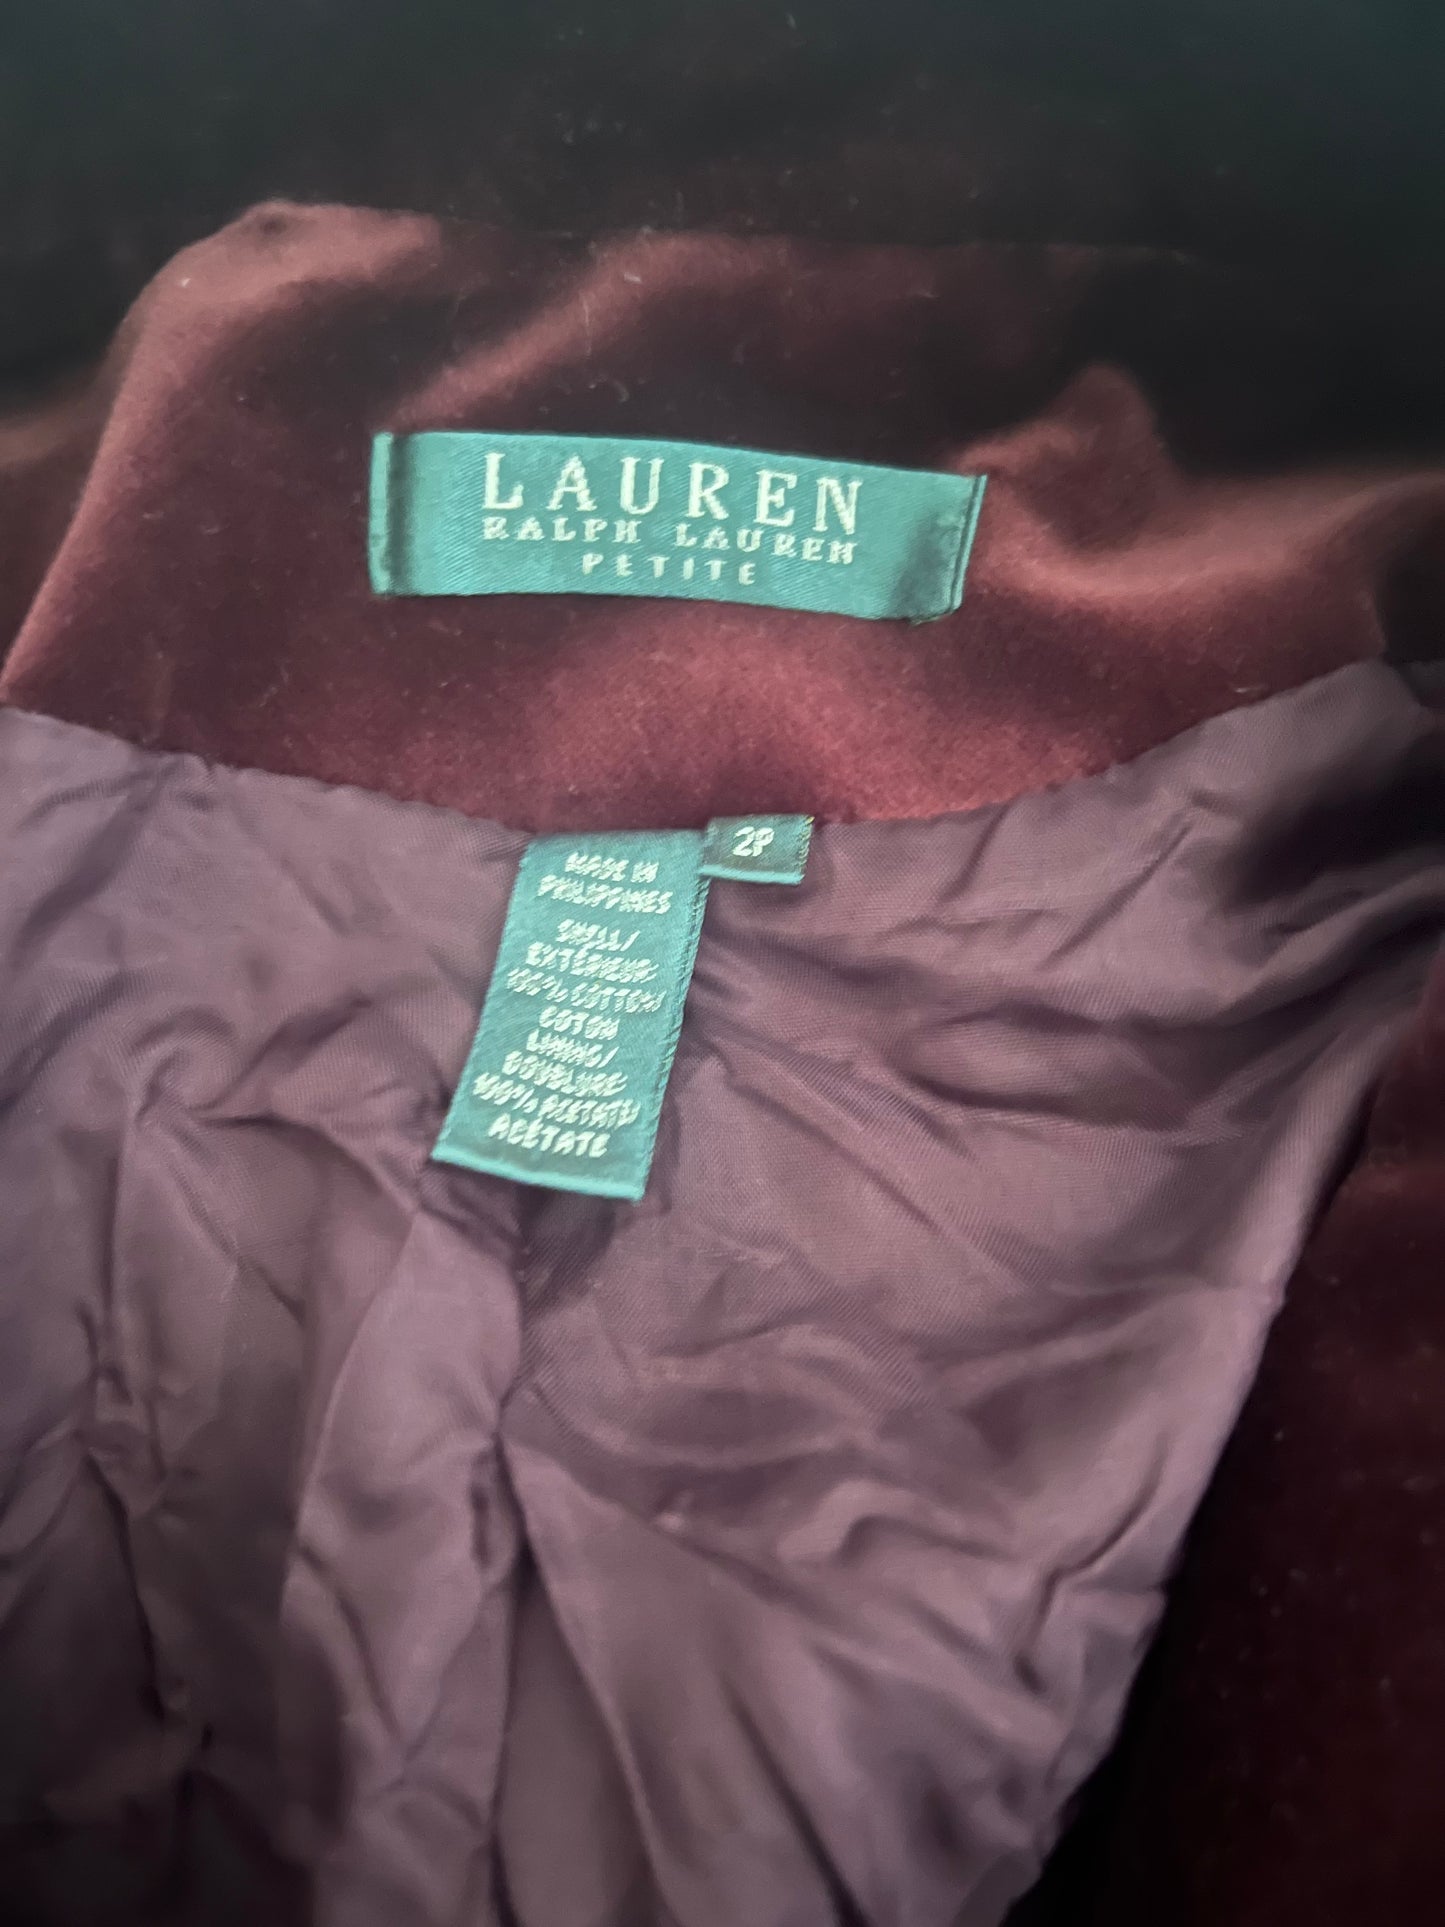 LAUREN
RALPH LAUREN
PETITE
2P
MADE IN
PHILIPPINES
SHELL/
EXTÉRIEUR:
100% COTTON/
COTON
LINING/
DOUBLURE:
100% ACETATE/
ACÉTATE